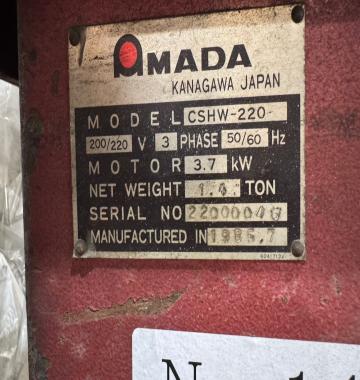 AMADA
KANAGAWA JAPAN
MODEL CSHW-220
200/220 V 3 PHASE 50/60 Hz
MOTOR 3.7 kW
NET WEIGHT 1.4 TON
SERIAL NO
MANUFACTURED IN 1986.7